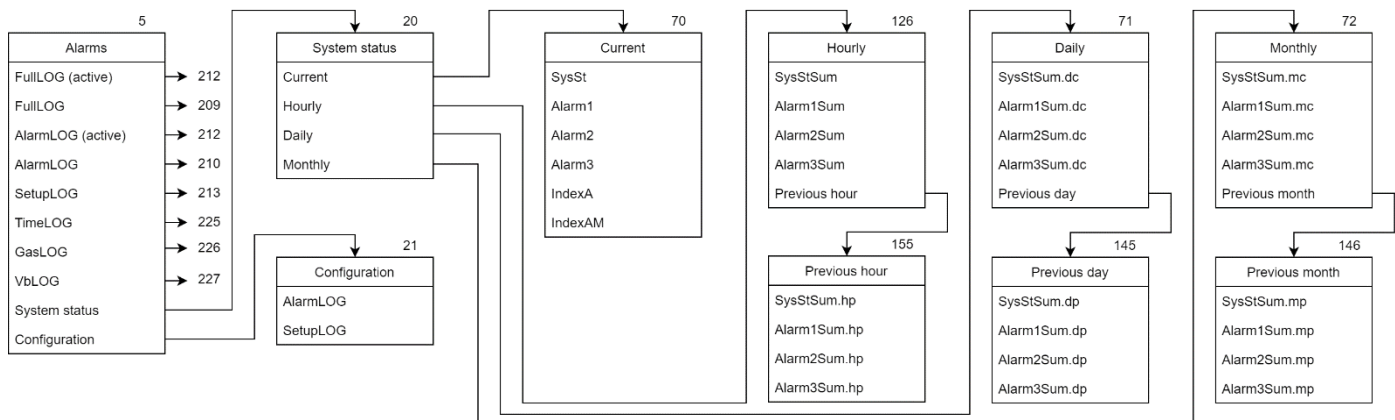 5
Alarms
FullLOG (active)
212
FullLOG
209
AlarmLOG (active)
212
AlarmLOG
210
SetupLOG
213
TimeLOG
225
GasLOG
226
VbLOG
227
System status
Configuration
20
System status
Current
Hourly
Daily
Monthly
21
Configuration
AlarmLOG
SetupLOG
70
Current
SysSt
Alarm1
Alarm2
Alarm3
IndexA
IndexAM
126
Hourly
SysStSum
Alarm1Sum
Alarm2Sum
Alarm3Sum
Previous hour
155
Previous hour
SysStSum.hp
Alarm1Sum.hp
Alarm2Sum.hp
Alarm3Sum.hp
71
Daily
SysStSum.dc
Alarm1Sum.dc
Alarm2Sum.dc
Alarm3Sum.dc
Previous day
145
Previous day
SysStSum.dp
Alarm1Sum.dp
Alarm2Sum.dp
Alarm3Sum.dp
72
Monthly
SysStSum.mc
Alarm1Sum.mc
Alarm2Sum.mc
Alarm3Sum.mc
Previous month
146
Previous month
SysStSum.mp
Alarm1Sum.mp
Alarm2Sum.mp
Alarm3Sum.mp